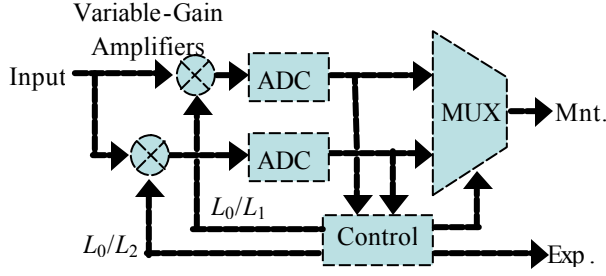 Variable-Gain
Amplifiers
Input
ADC
MUX
Mnt.
ADC
L0/L1
Control
L0/L2
Exp.